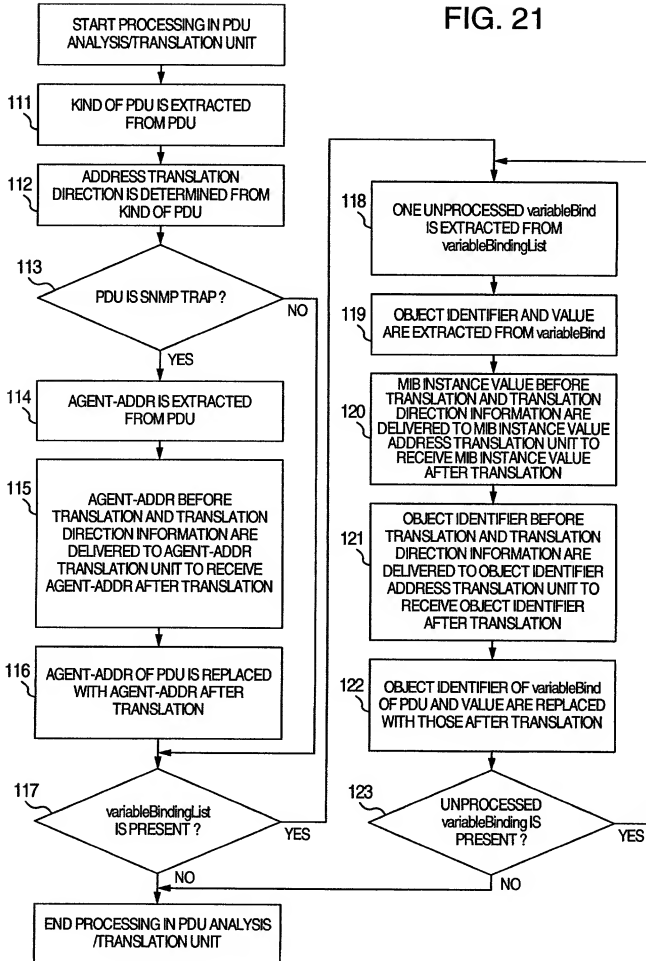 FIG. 21
START PROCESSING IN PDU
ANALYSIS/TRANSLATION UNIT
111
KIND OF PDU IS EXTRACTED
FROM PDU
112
ADDRESS TRANSLATION
DIRECTION IS DETERMINED FROM
KIND OF PDU
113
PDU IS SNMP TRAP ?
NO
YES
114
AGENT-ADDR IS EXTRACTED
FROM PDU
115
AGENT-ADDR BEFORE
TRANSLATION AND TRANSLATION
DIRECTION INFORMATION ARE
DELIVERED TO AGENT-ADDR
TRANSLATION UNIT TO RECEIVE
AGENT-ADDR AFTER TRANSLATION
116
AGENT-ADDR OF PDU IS REPLACED
WITH AGENT-ADDR AFTER
TRANSLATION
117
variableBindingList
IS PRESENT ?
YES
NO
END PROCESSING IN PDU ANALYSIS
/TRANSLATION UNIT
118
ONE UNPROCESSED variableBind
IS EXTRACTED FROM
variableBindingList
119
OBJECT IDENTIFIER AND VALUE
ARE EXTRACTED FROM variableBind
120
MIB INSTANCE VALUE BEFORE
TRANSLATION AND TRANSLATION
DIRECTION INFORMATION ARE
DELIVERED TO MIB INSTANCE VALUE
ADDRESS TRANSLATION UNIT TO
RECEIVE MIB INSTANCE VALUE
AFTER TRANSLATION
121
OBJECT IDENTIFIER BEFORE
TRANSLATION AND TRANSLATION
DIRECTION INFORMATION ARE
DELIVERED TO OBJECT IDENTIFIER
ADDRESS TRANSLATION UNIT TO
RECEIVE OBJECT IDENTIFIER
AFTER TRANSLATION
122
OBJECT IDENTIFIER OF variableBind
OF PDU AND VALUE ARE REPLACED
WITH THOSE AFTER TRANSLATION
123
UNPROCESSED
variableBinding IS
PRESENT ?
YES
NO